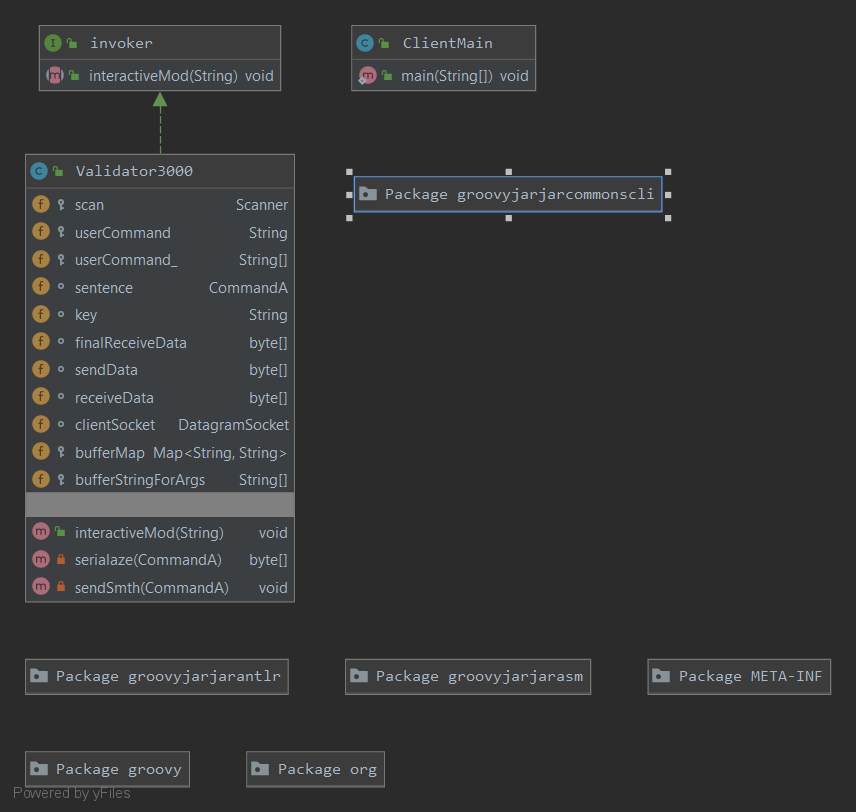 invoker
interactiveMod(String) void
ClientMain
main(String[]) void
Validator3000
scan Scanner
userCommand String
userCommand_ String[]
sentence CommandA
key String
finalReceiveData byte[]
sendData byte[]
receiveData byte[]
clientSocket DatagramSocket
bufferMap Map<String, String>
bufferStringForArgs String[]
interactiveMod(String) void
serialaze(CommandA) byte[]
sendSmth(CommandA) void
Package groovyjarjarcommonscli
Package groovyjarjarantlr
Package groovyjarjarasm
Package META-INF
Package groovy
Package org
Powered by yFiles